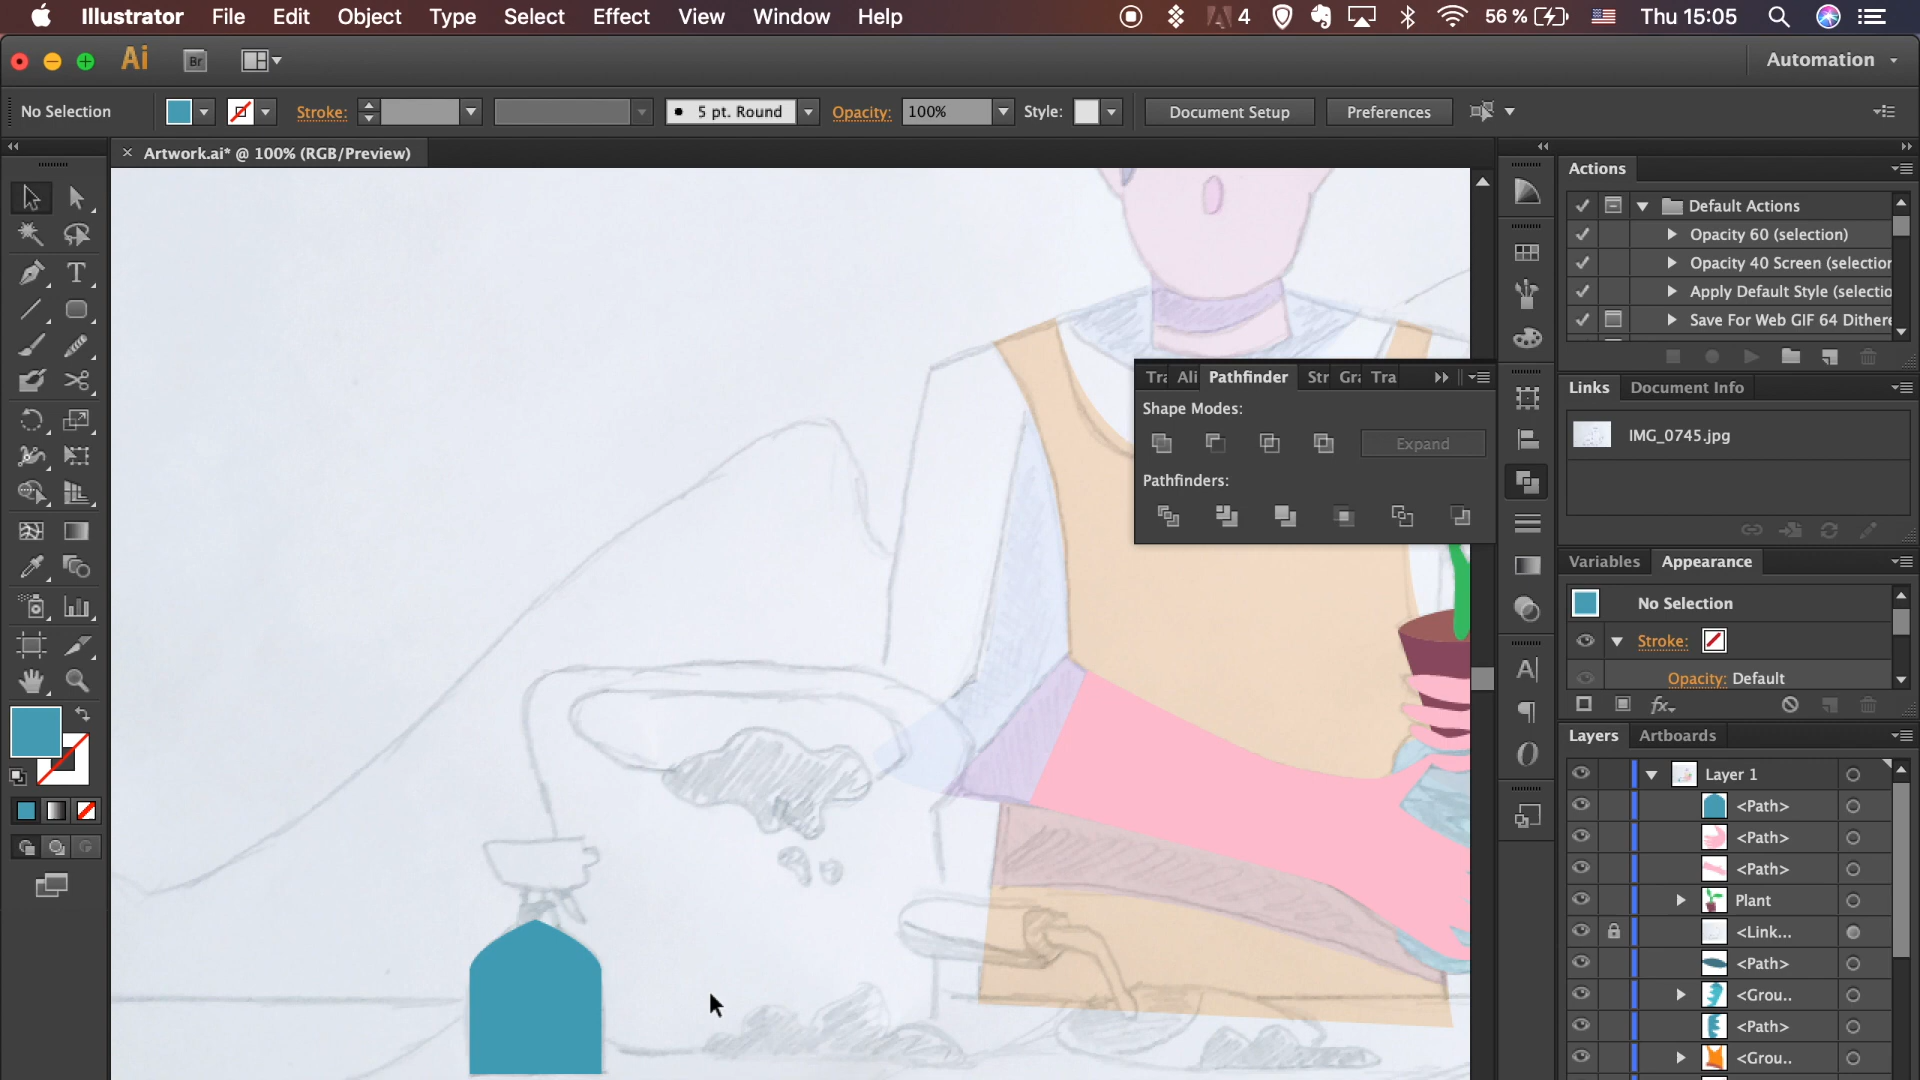 Illustrator File Edit Object Type Select Effect View Window Help 4 56 % Thu 15:05
Ai Br Automation
No Selection Stroke: 5 pt. Round Opacity: 100% Style: Document Setup Preferences
× Artwork.ai* @ 100% (RGB/Preview)
Actions
Default Actions
Opacity 60 (selection)
Opacity 40 Screen (selection
Apply Default Style (selectio
Save For Web GIF 64 Dithere
Tra Ali Pathfinder Str Gra Tra
Shape Modes:
Expand
Pathfinders:
Links Document Info
IMG_0745.jpg
Variables Appearance
No Selection
Stroke:
Opacity: Default
fx
Layers Artboards
Layer 1
<Path>
<Path>
<Path>
Plant
<Link...
<Path>
<Grou..
<Path>
<Grou..